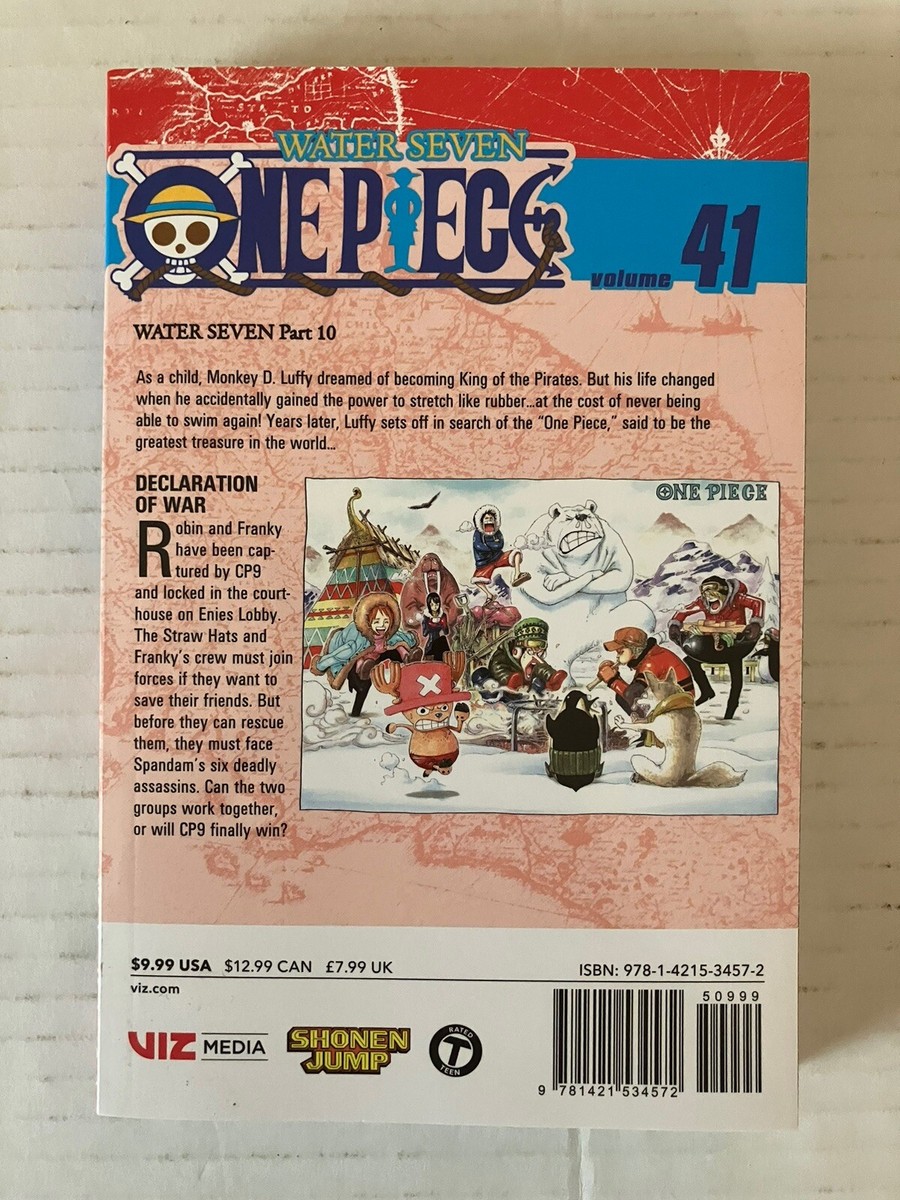 WATER SEVEN
ONE PIECE
volume 41
WATER SEVEN Part 10
As a child, Monkey D. Luffy dreamed of becoming King of the Pirates. But his life changed
when he accidentally gained the power to stretch like rubber...at the cost of never being
able to swim again! Years later, Luffy sets off in search of the “One Piece,” said to be the
greatest treasure in the world...
DECLARATION
OF WAR
Robin and Franky
have been cap-
tured by CP9
and locked in the court-
house on Enies Lobby.
The Straw Hats and
Franky’s crew must join
forces if they want to
save their friends. But
before they can rescue
them, they must face
Spandam’s six deadly
assassins. Can the two
groups work together,
or will CP9 finally win?
ONE PIECE
$9.99 USA $12.99 CAN £7.99 UK
ISBN: 978-1-4215-3457-2
viz.com
50999
VIZ MEDIA
SHONEN
JUMP
RATED
T
TEEN
9 781421 534572